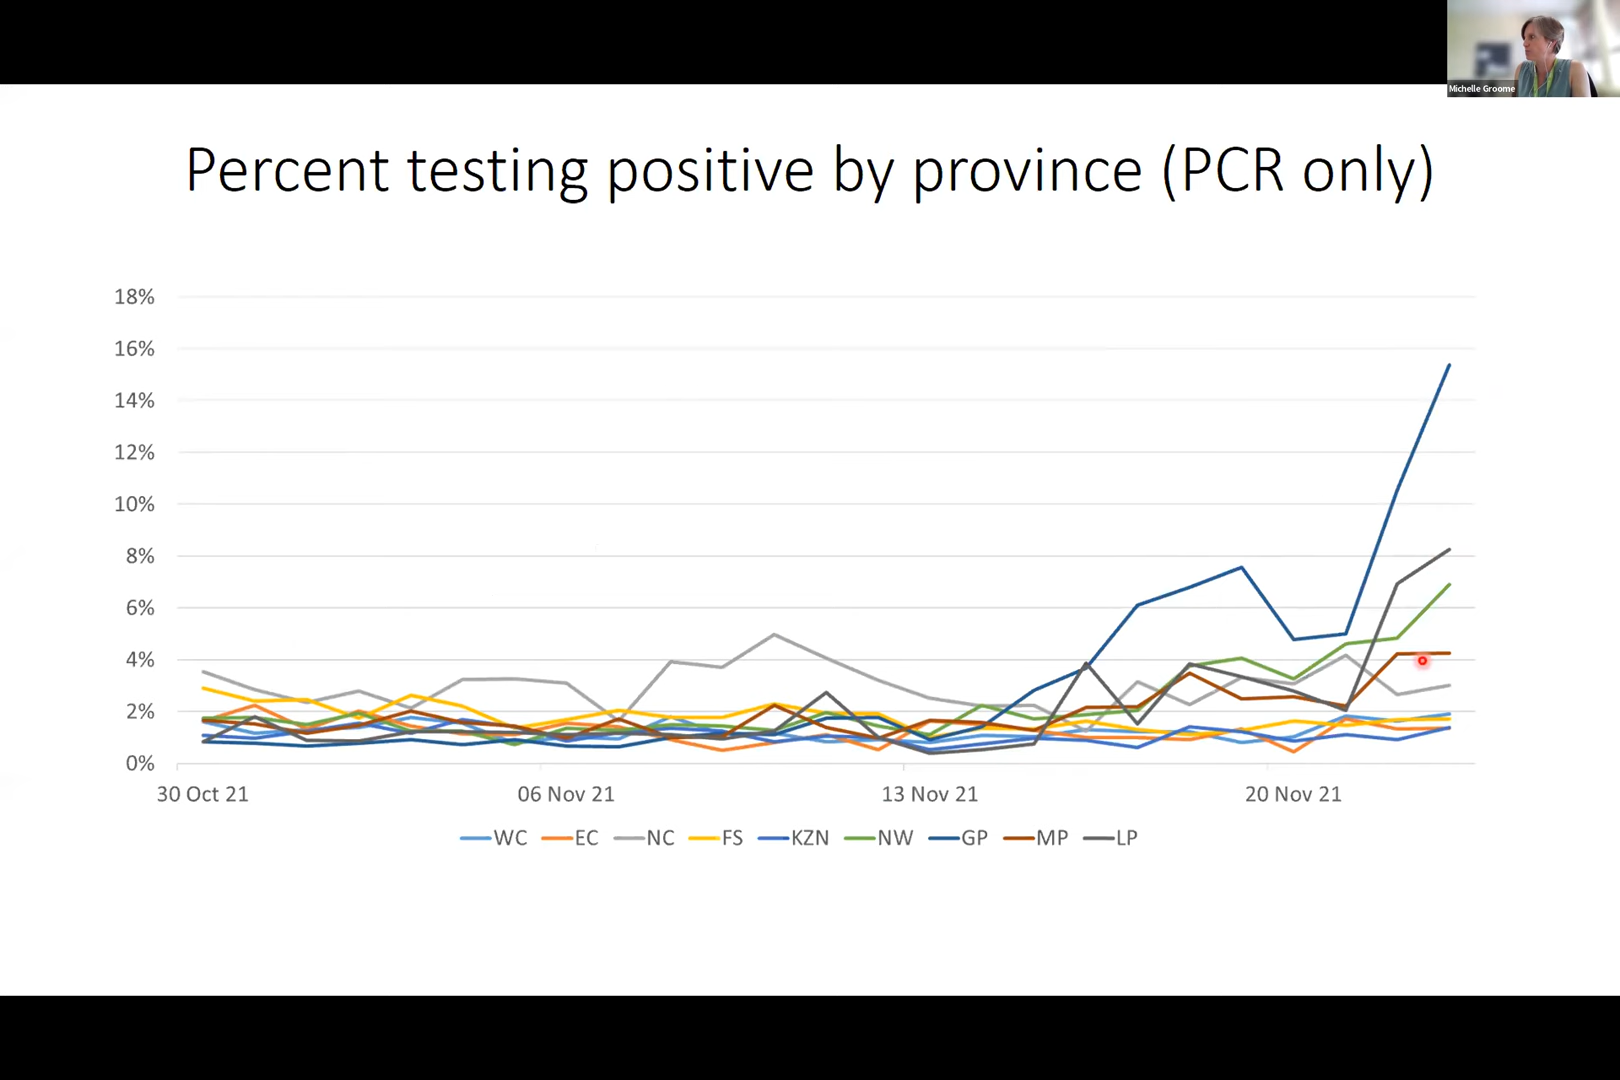 Michelle Groome
Percent testing positive by province (PCR only)
18%
16%
14%
12%
10%
8%
6%
4%
2%
0%
30 Oct 21 06 Nov 21 13 Nov 21 20 Nov 21
WC EC NC FS KZN NW GP MP LP